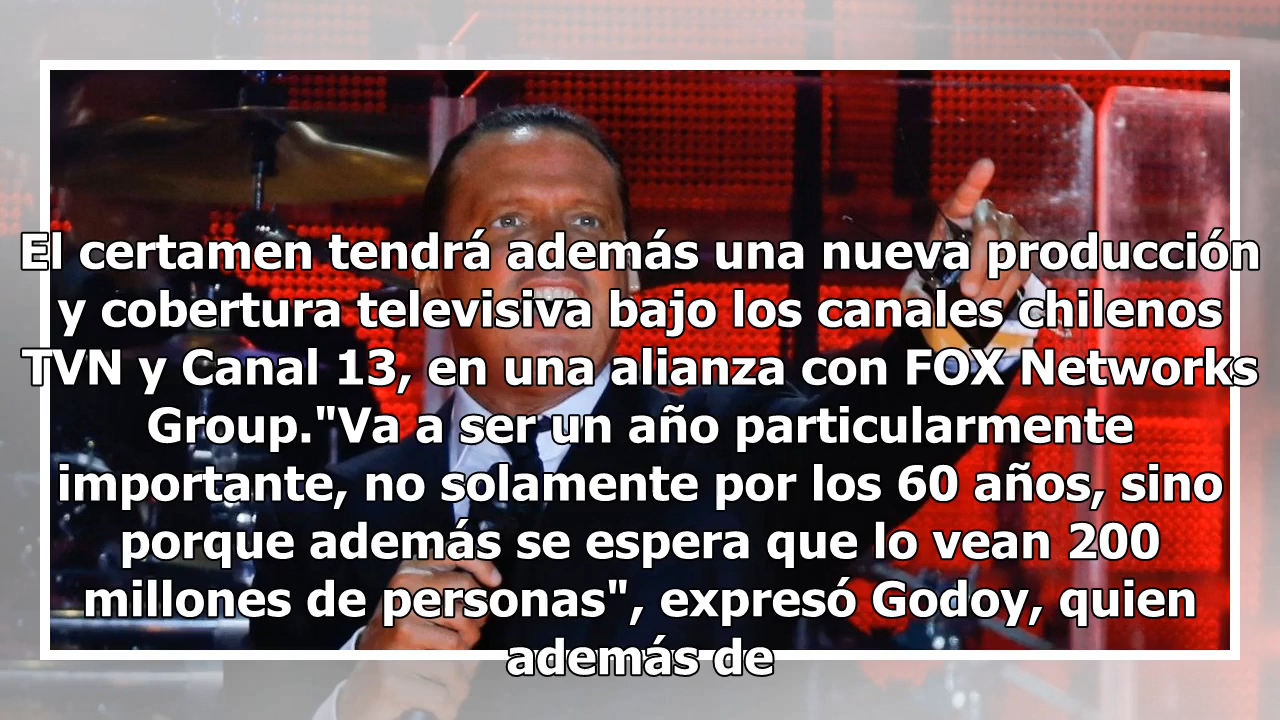 El certamen tendrá además una nueva producción
y cobertura televisiva bajo los canales chilenos
TVN y Canal 13, en una alianza con FOX Networks
Group."Va a ser un año particularmente
importante, no solamente por los 60 años, sino
porque además se espera que lo vean 200
millones de personas", expresó Godoy, quien
además de